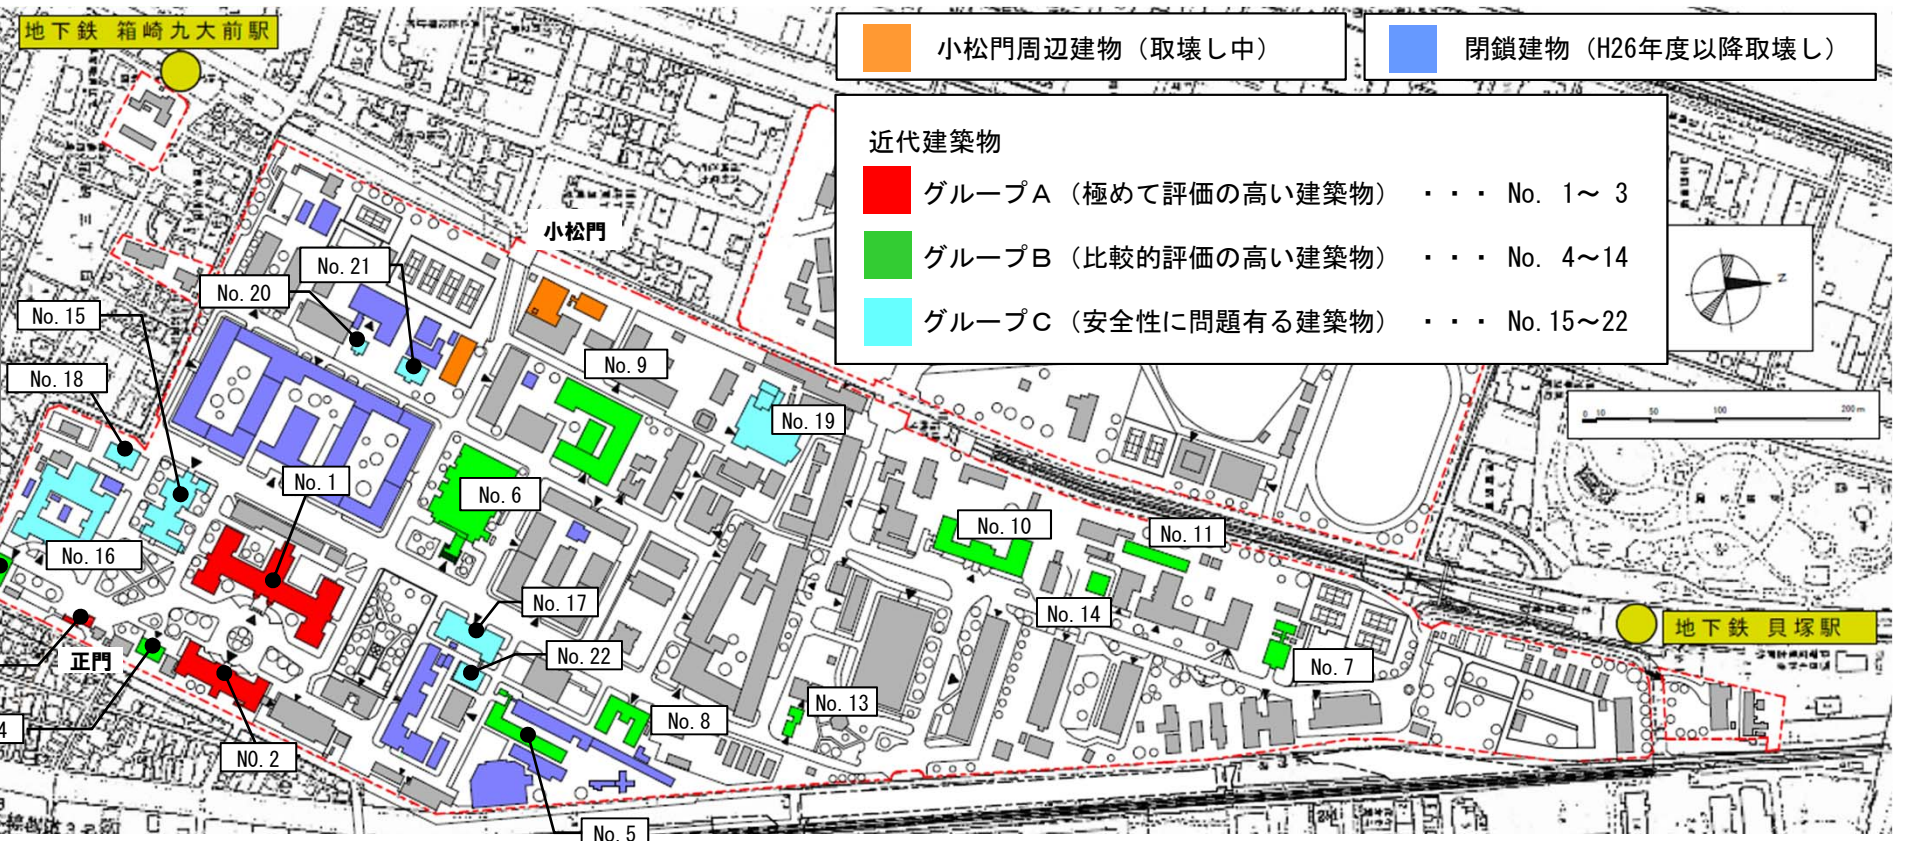 地下鉄 箱崎九大前駅
小松門周辺建物（取壊し中）
閉鎖建物（H26年度以降取壊し）
近代建築物
グループA（極めて評価の高い建築物） ・・・ No. 1～ 3
グループB（比較的評価の高い建築物） ・・・ No. 4～14
グループC（安全性に問題有る建築物） ・・・ No.15～22
小松門
No.21
No.20
No.15
No.9
No.18
No.19
No.1
No.6
No.10
No.11
No.16
No.17
No.14
No.22
No.7
正門
No.13
No.8
4
NO.2
No.5
N
0 10 50 100 200m
地下鉄 貝塚駅